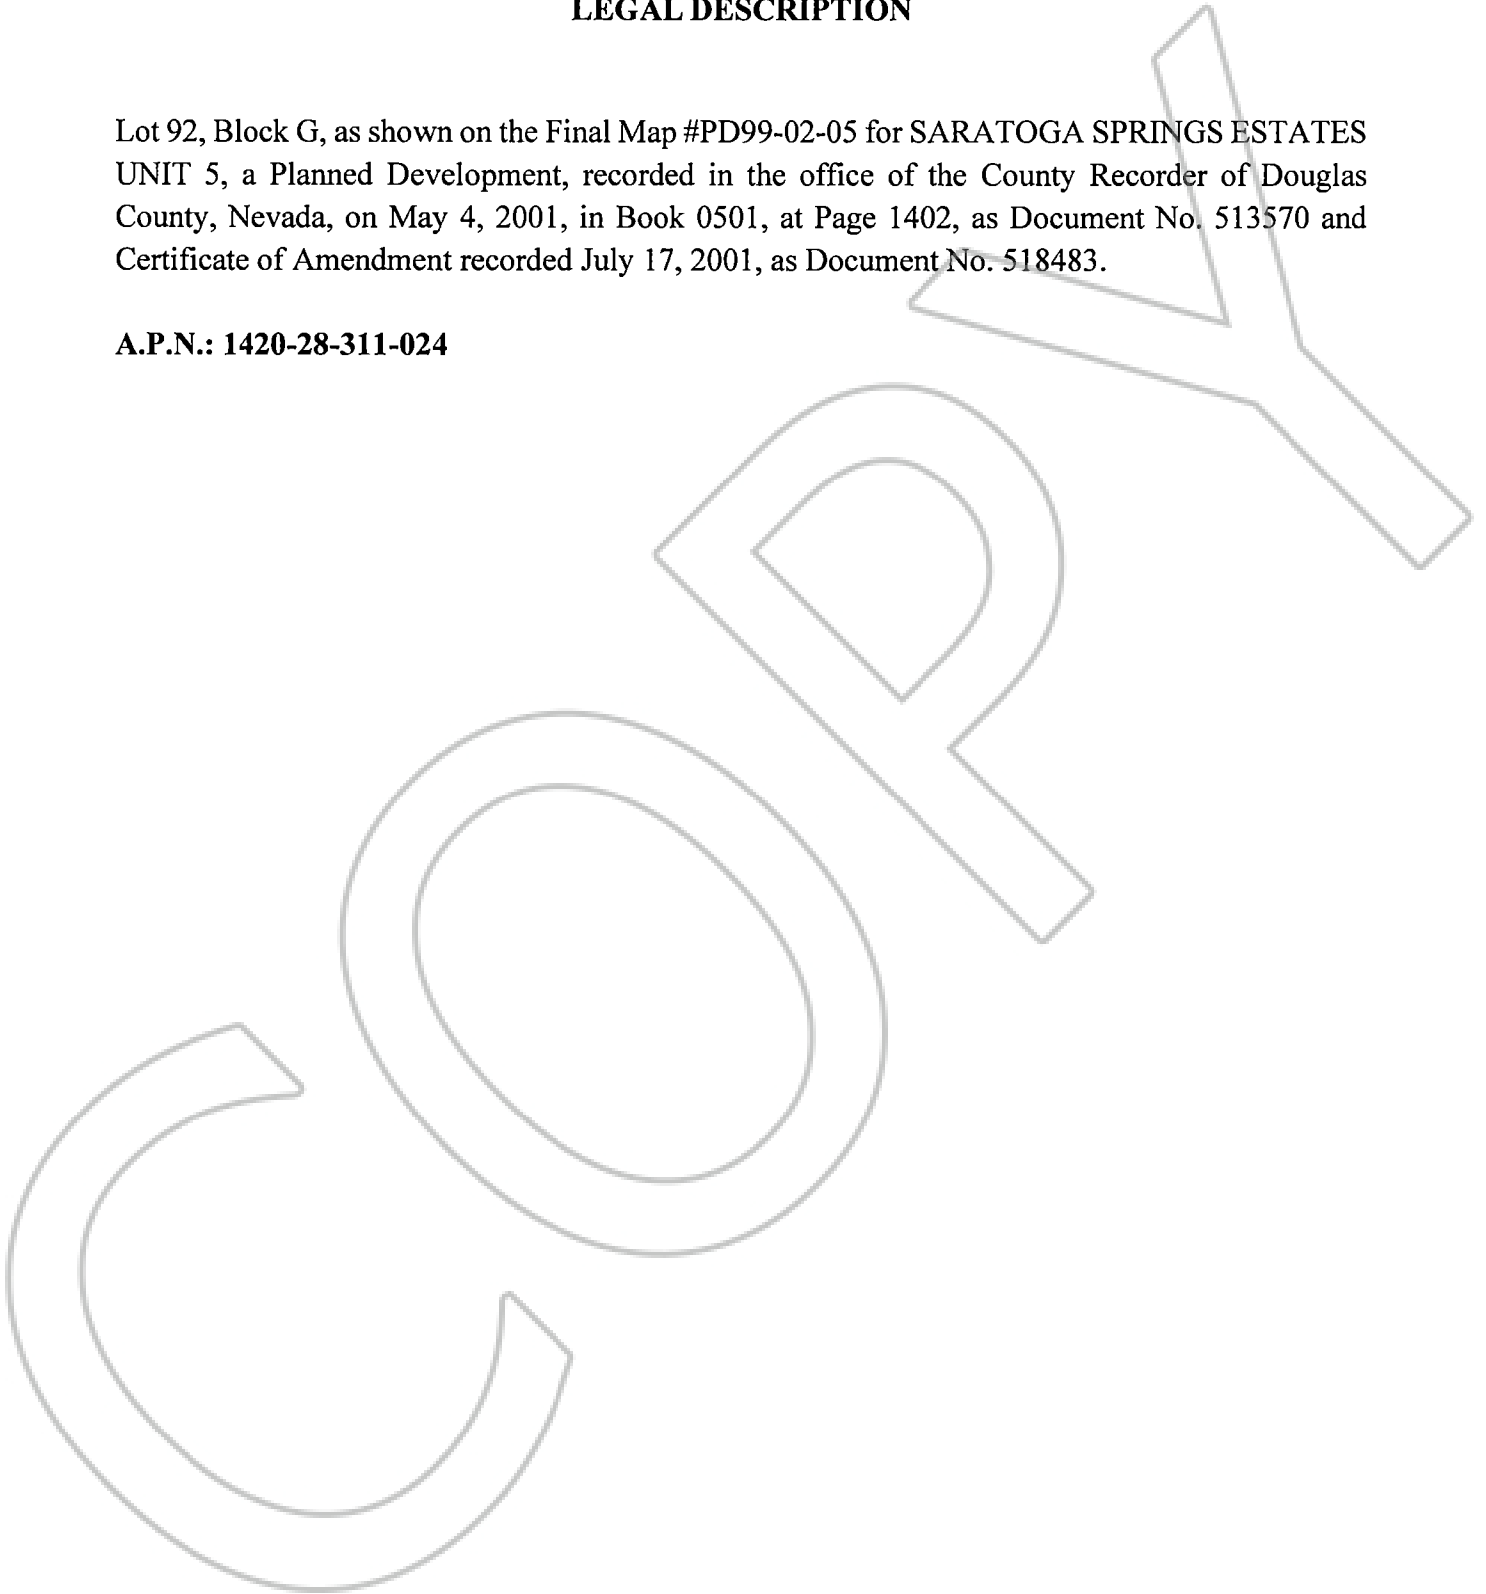 LEGAL DESCRIPTION
Lot 92, Block G, as shown on the Final Map #PD99-02-05 for SARATOGA SPRINGS ESTATES
UNIT 5, a Planned Development, recorded in the office of the County Recorder of Douglas
County, Nevada, on May 4, 2001, in Book 0501, at Page 1402, as Document No. 513570 and
Certificate of Amendment recorded July 17, 2001, as Document No. 518483.
A.P.N.: 1420-28-311-024
COPY